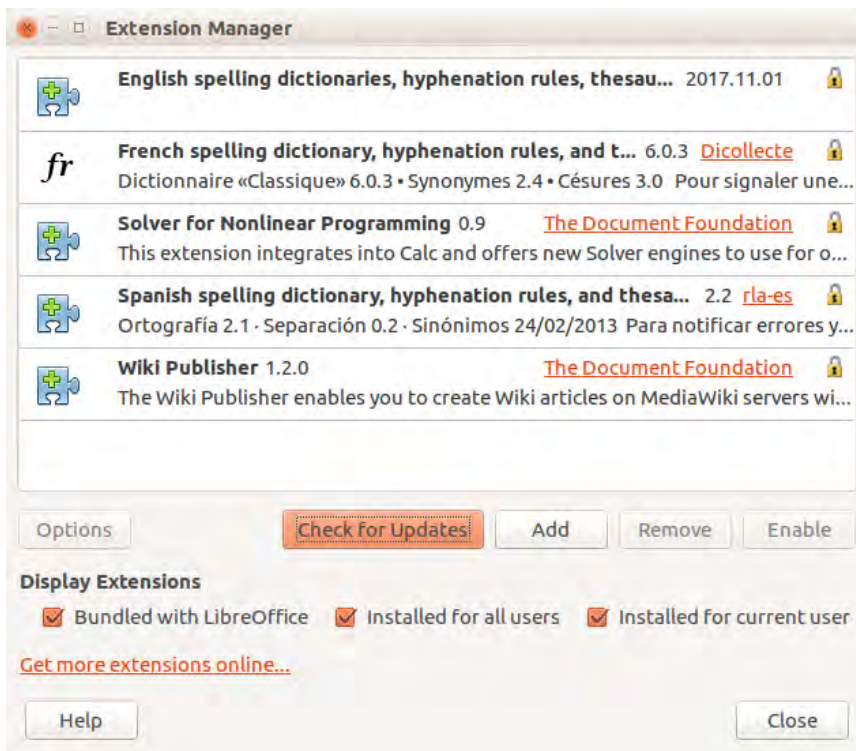 Extension Manager
English spelling dictionaries, hyphenation rules, thesau... 2017.11.01
fr
French spelling dictionary, hyphenation rules, and t... 6.0.3 Dicollecte
Dictionnaire «Classique» 6.0.3 • Synonymes 2.4 • Césures 3.0 Pour signaler une...
Solver for Nonlinear Programming 0.9 The Document Foundation
This extension integrates into Calc and offers new Solver engines to use for o...
Spanish spelling dictionary, hyphenation rules, and thesa... 2.2 rla-es
Ortografía 2.1 · Separación 0.2 · Sinónimos 24/02/2013 Para notificar errores y...
Wiki Publisher 1.2.0 The Document Foundation
The Wiki Publisher enables you to create Wiki articles on MediaWiki servers wi...
Options Check for Updates Add Remove Enable
Display Extensions
Bundled with LibreOffice Installed for all users Installed for current user
Get more extensions online...
Help Close